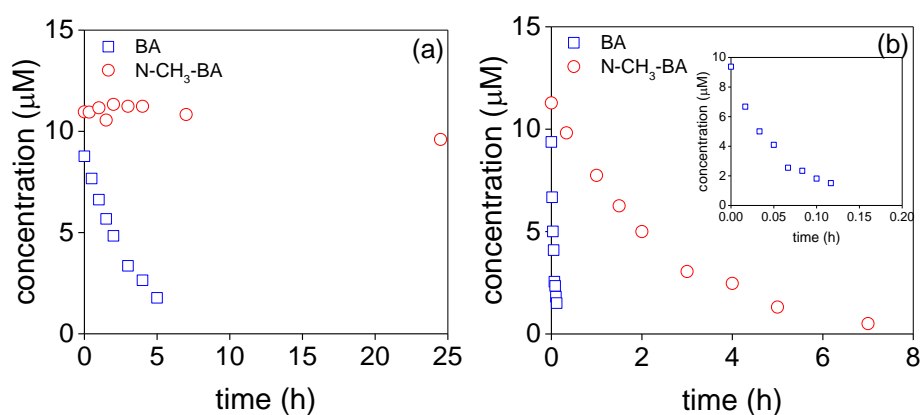 (a)
BA
N-CH₃-BA
concentration (μM)
15
10
5
0
0 5 10 15 20 25
time (h)
(b)
BA
N-CH₃-BA
concentration (μM)
15
10
5
0
0 2 4 6 8
time (h)
concentration (μM)
10
8
6
4
2
0
0.00 0.05 0.10 0.15 0.20
time (h)